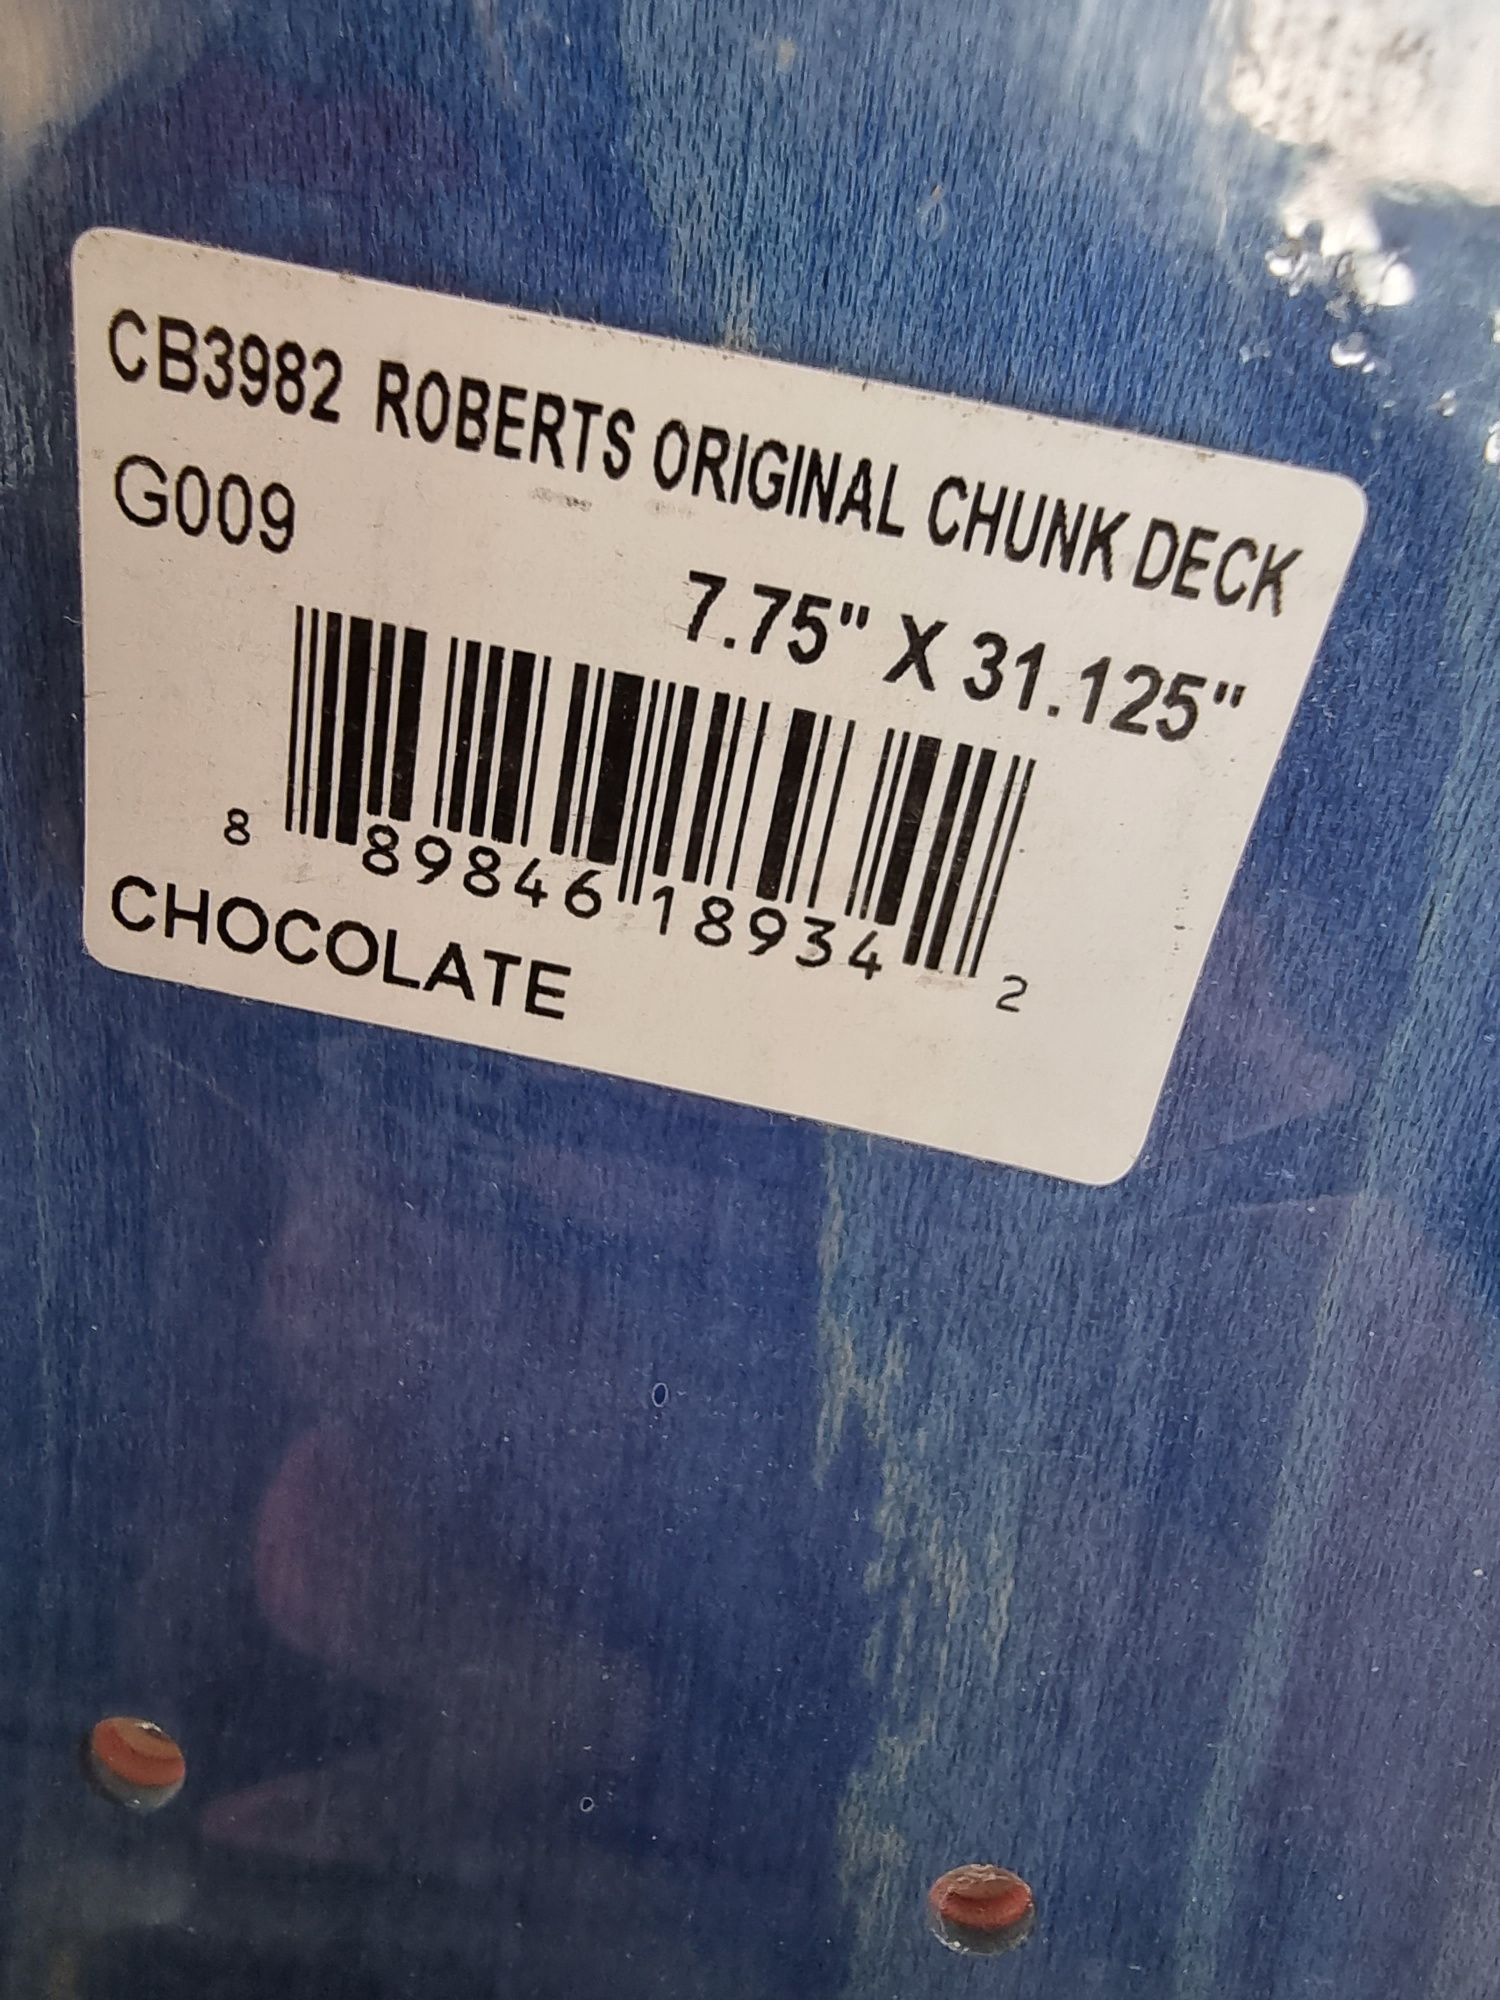 CB3982 ROBERTS ORIGINAL CHUNK DECK
G009
7.75" X 31.125"
8 89846 18934 2
CHOCOLATE